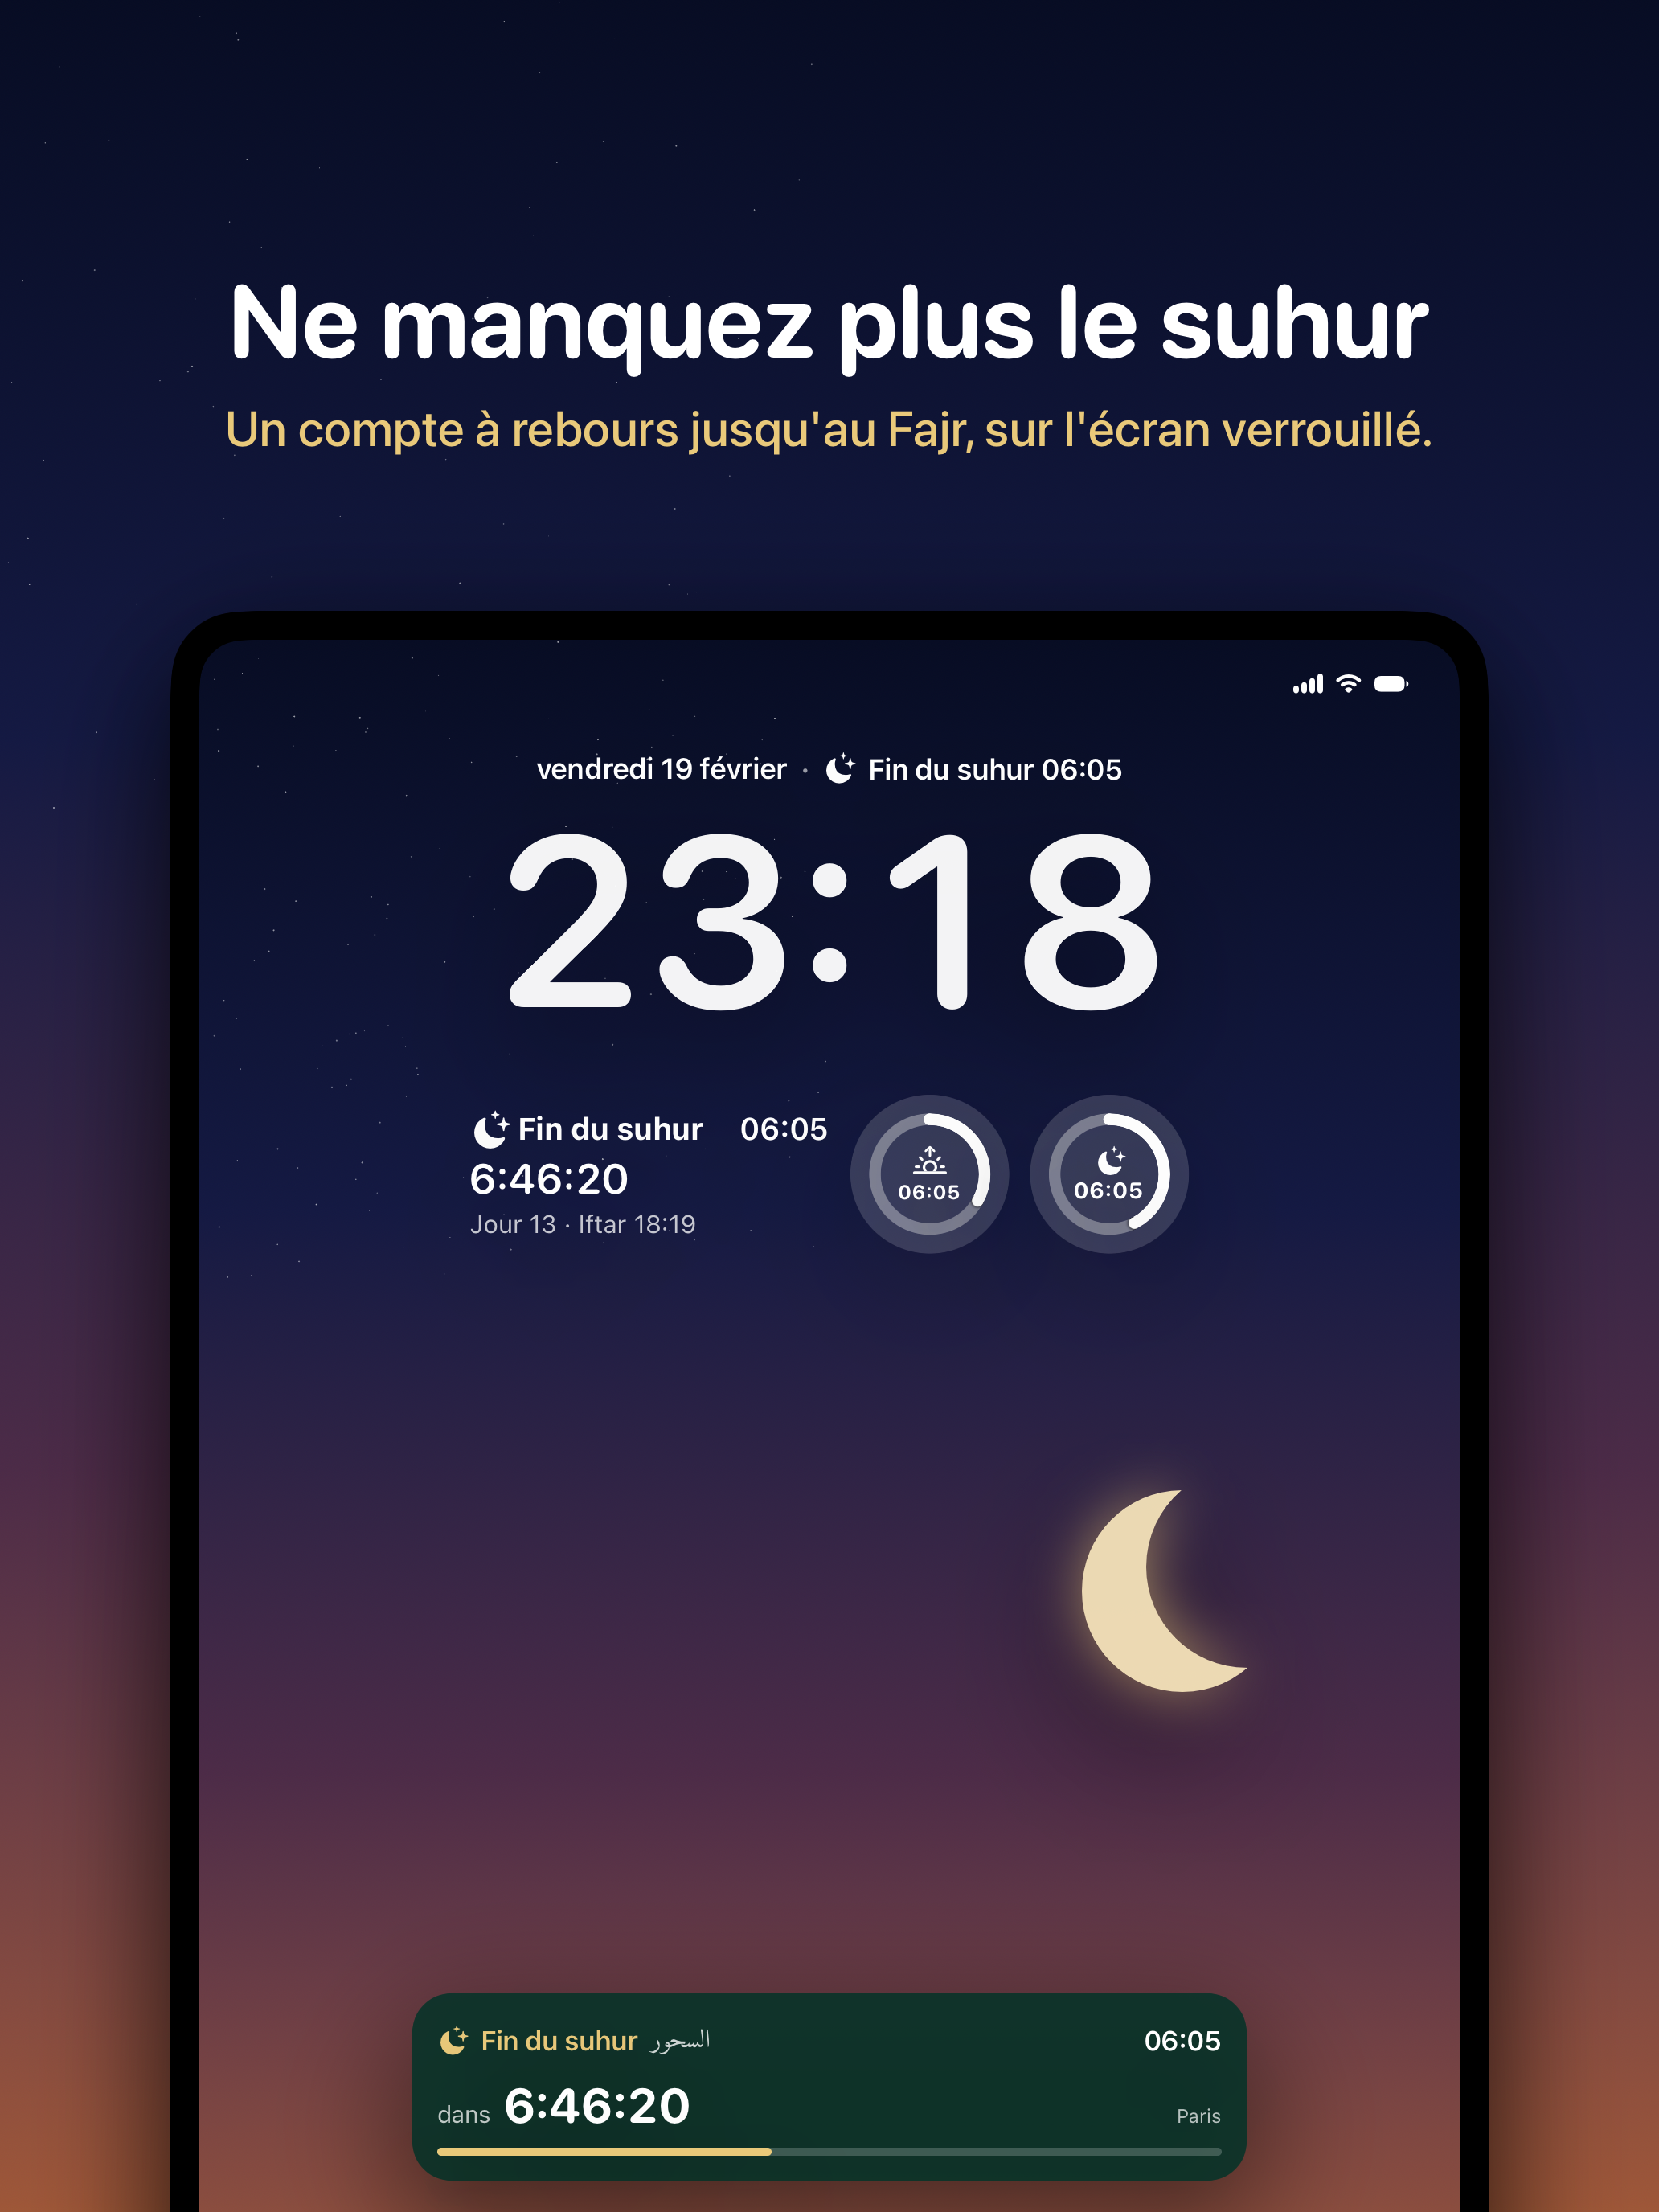 Ne manquez plus le suhur
Un compte à rebours jusqu'au Fajr, sur l'écran verrouillé.
vendredi 19 février · Fin du suhur 06:05
23:18
Fin du suhur 06:05
6:46:20
Jour 13 · Iftar 18:19
06:05
06:05
Fin du suhur السحور 06:05
dans 6:46:20 Paris